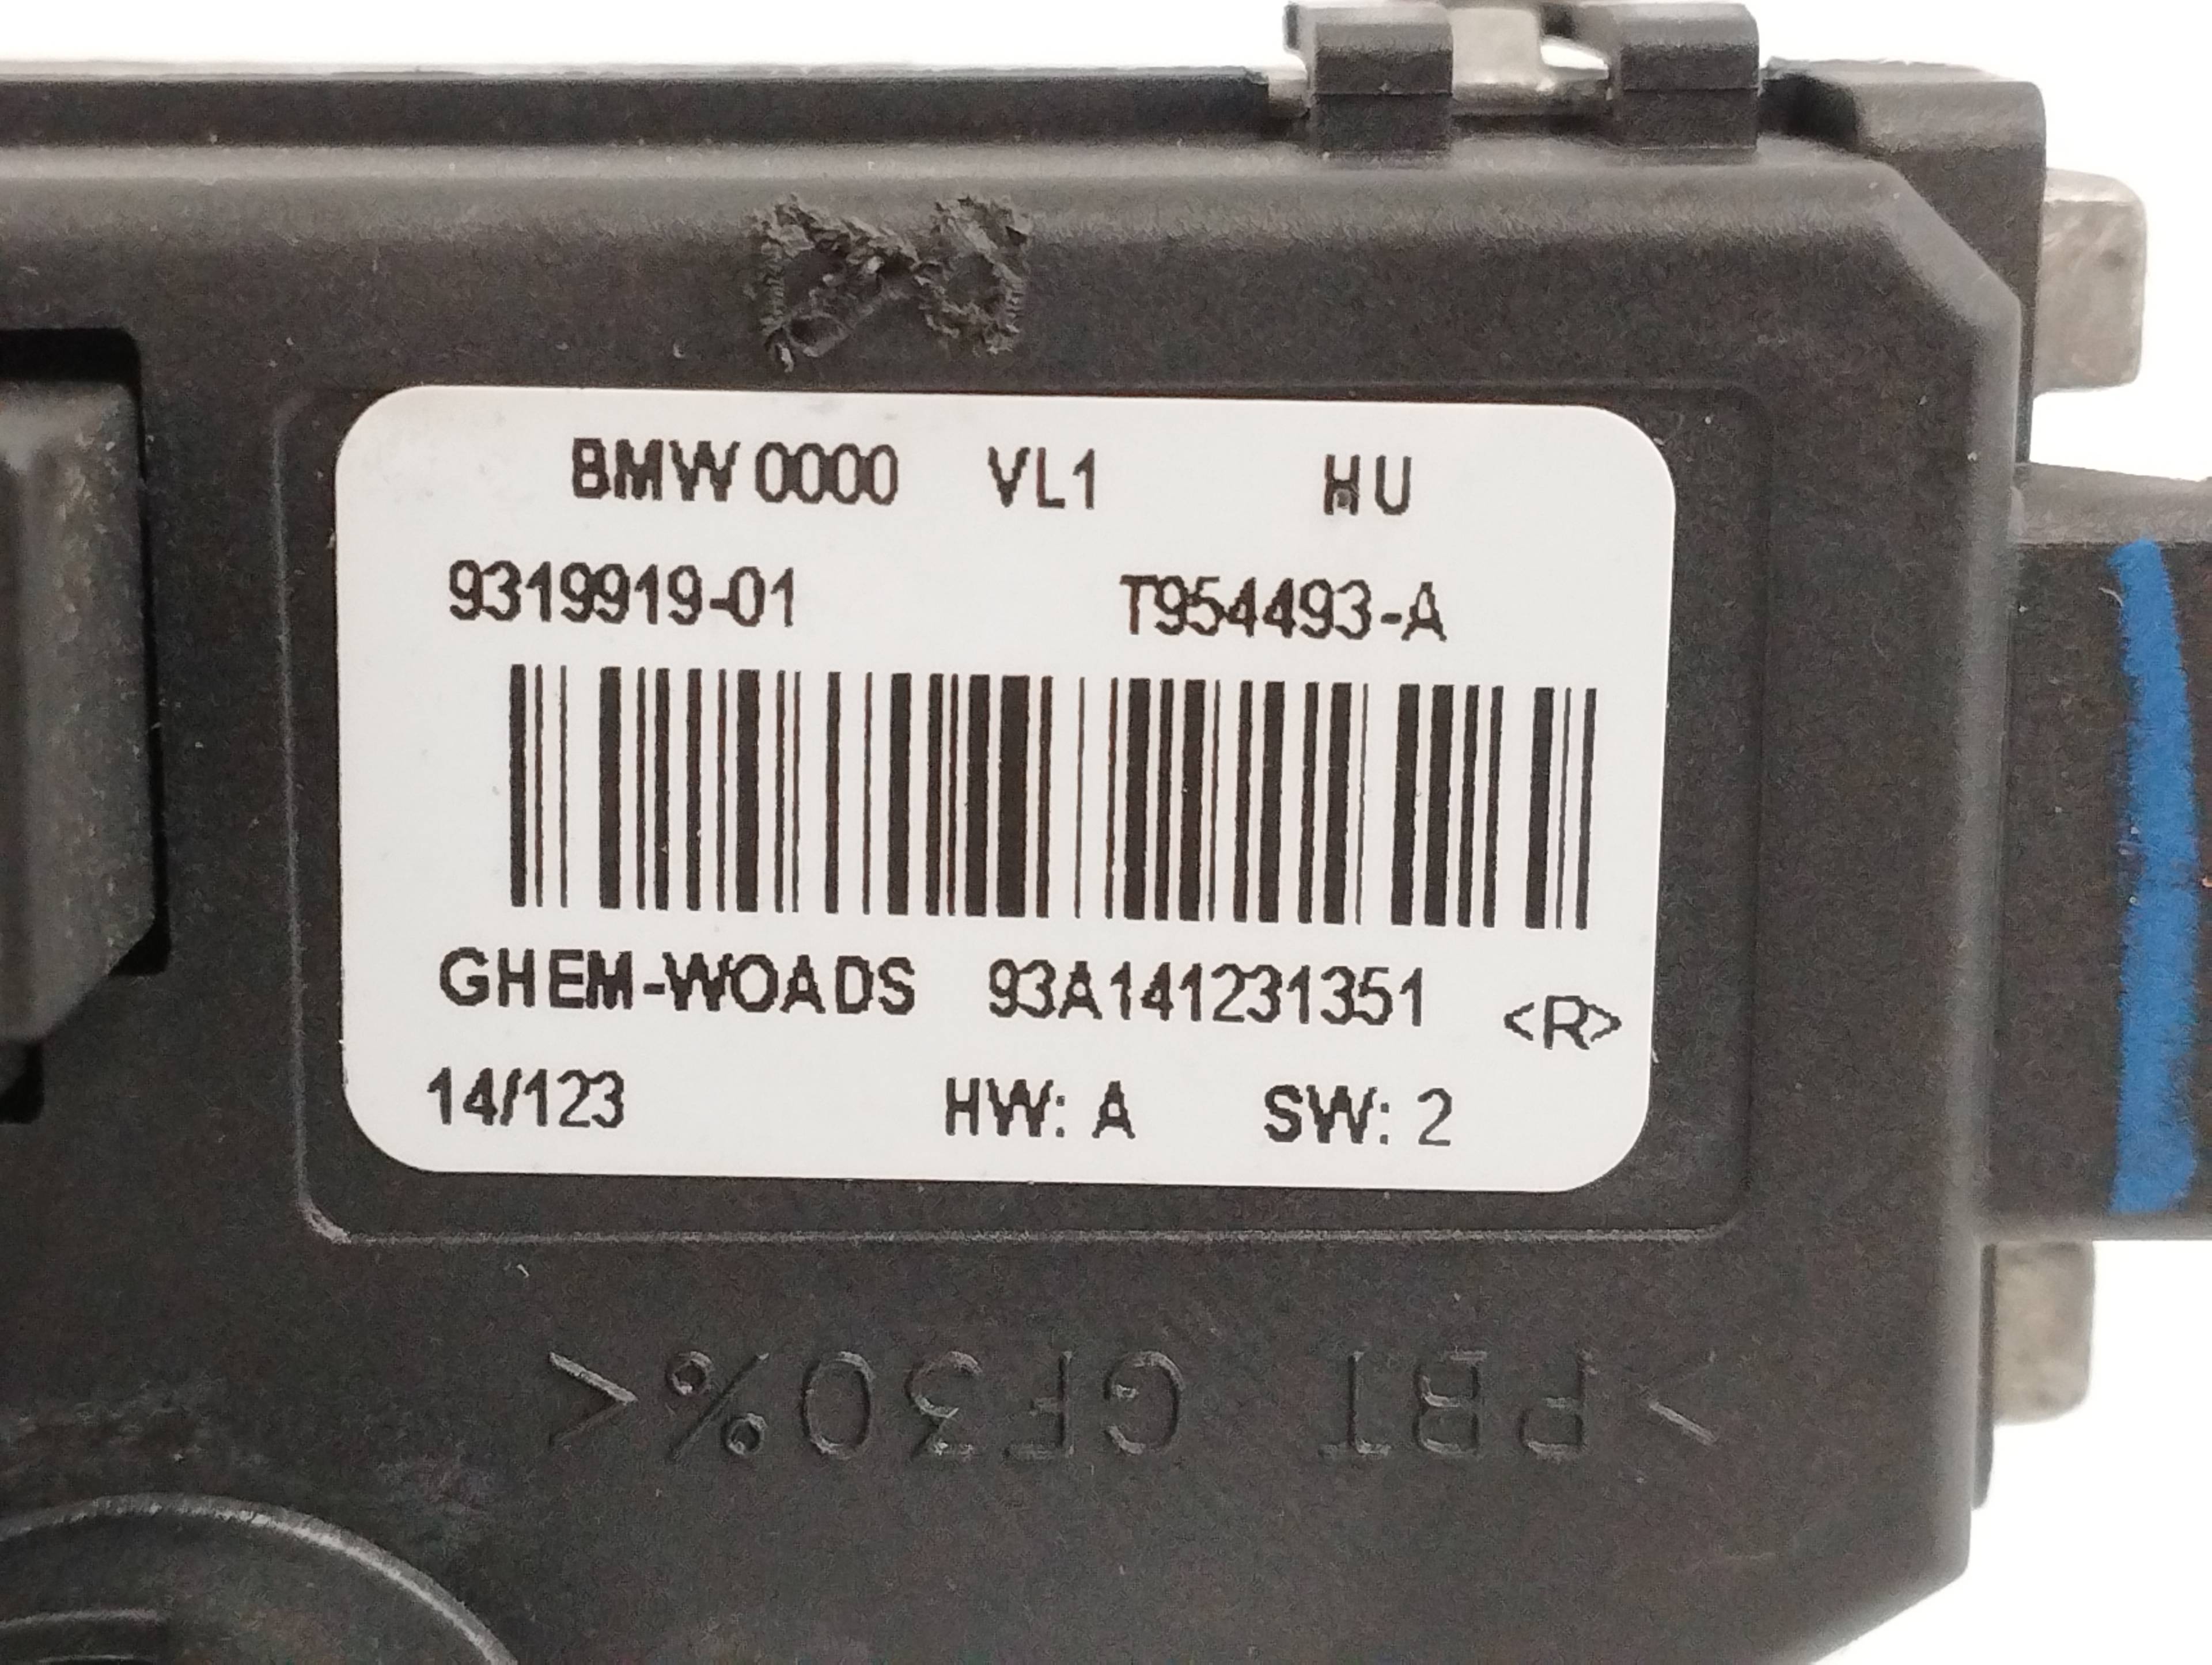 BMW 0000 VL1 HU
9319919-01 T954493-A
GHEM-WOADS 93A141231351 <R>
14/123 HW: A SW: 2
>PBT GF30%<